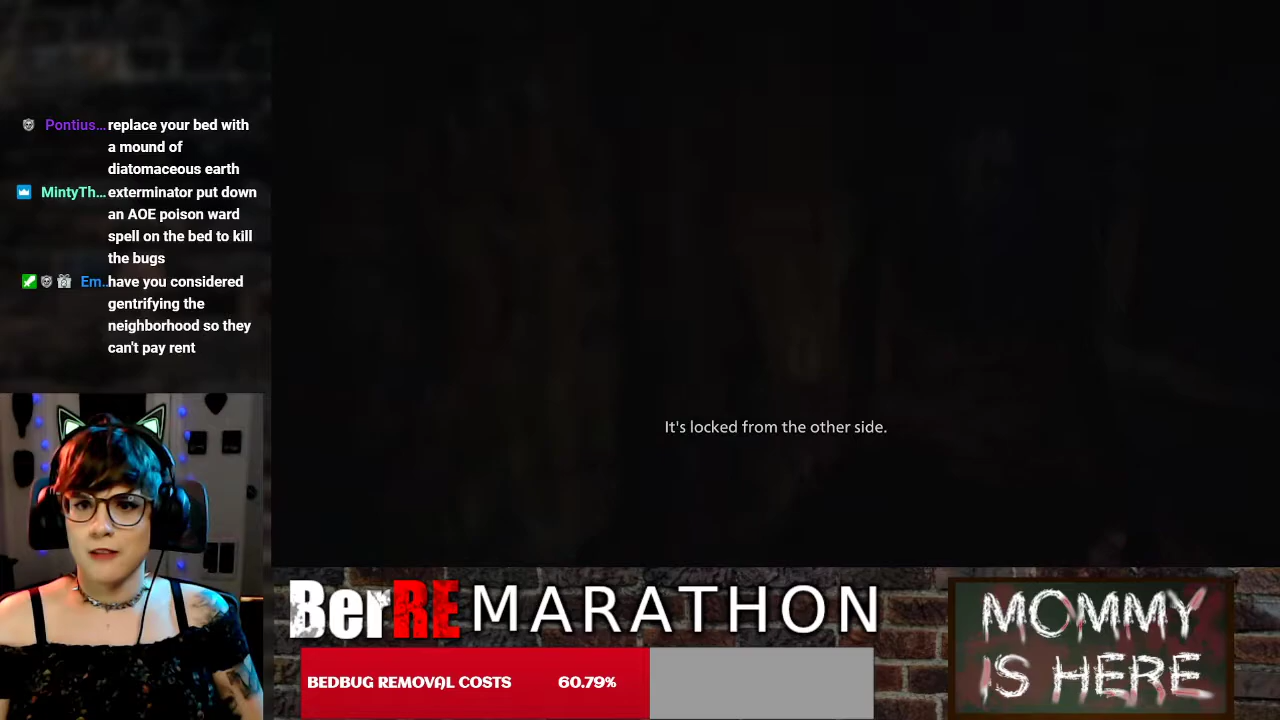 Pontius… replace your bed with
a mound of
diatomaceous earth
MintyTh… exterminator put down
an AOE poison ward
spell on the bed to kill
the bugs
Em… have you considered
gentrifying the
neighborhood so they
can't pay rent
It's locked from the other side.
BerRE MARATHON
BEDBUG REMOVAL COSTS 60.79%
MOMMY
IS HERE